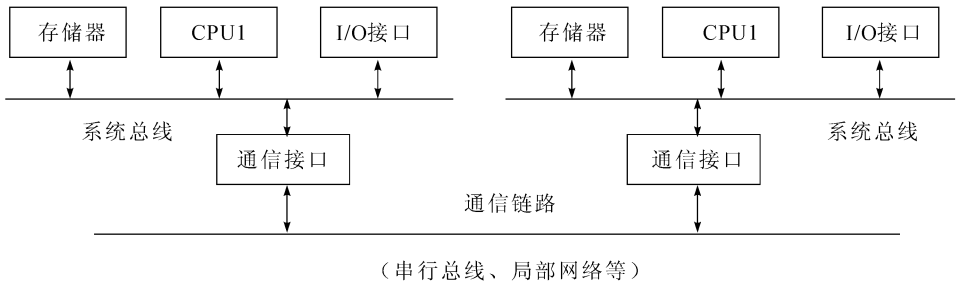 存储器 CPU1 I/O接口 存储器 CPU1 I/O接口
系统总线 系统总线
通信接口 通信接口
通信链路
（串行总线、局部网络等）